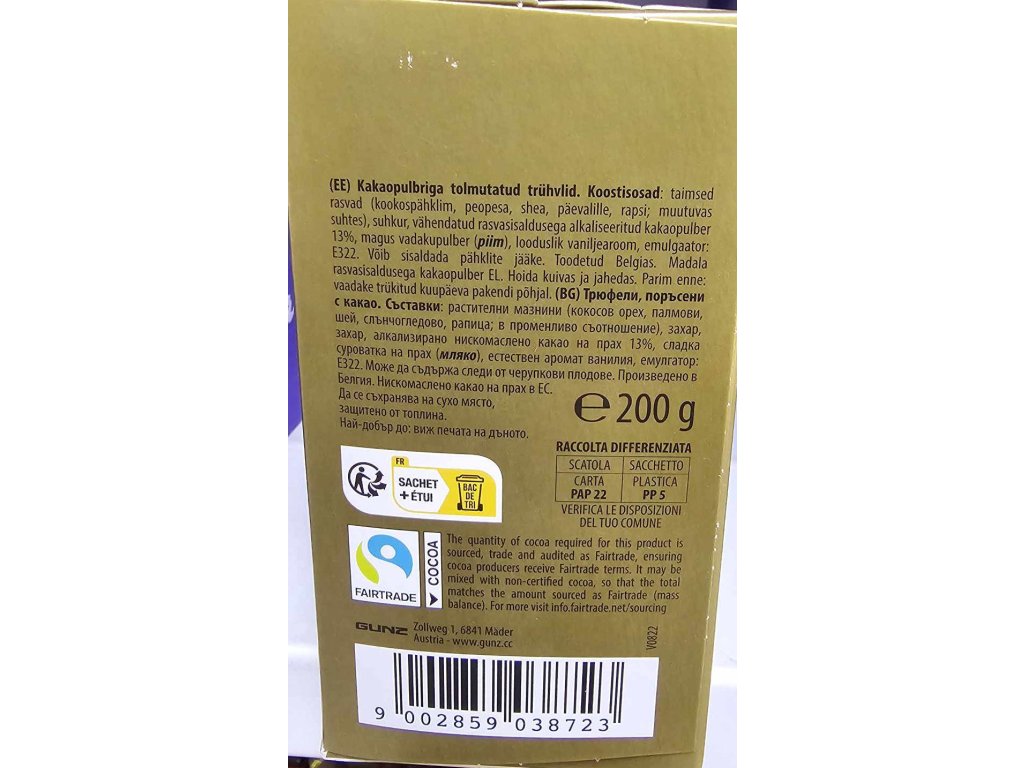 (EE) Kakaopulbriga tolmutatud trühvlid. Koostisosad: taimsed
rasvad (kookospähklim, peopesa, shea, päevalille, rapsi; muutuvas
suhtes), suhkur, vähendatud rasvasisaldusega alkaliseeritud kakaopulber
13%, magus vadakupulber (piim), looduslik vaniljearoom, emulgaator:
E322. Võib sisaldada pähklite jääke. Toodetud Belgias. Madala
rasvasisaldusega kakaopulber EL. Hoida kuivas ja jahedas. Parim enne:
vaadake trükitud kuupäeva pakendi põhjal. (BG) Трюфели, поръсени
с какао. Съставки: растителни мазнини (кокосов орех, палмови,
шей, слънчогледово, рапица; в променливо съотношение), захар,
захар, алкализирано нискомаслено какао на прах 13%, сладка
суроватка на прах (мляко), естествен аромат ванилия, емулгатор:
E322. Може да съдържа следи от черупкови плодове. Произведено в
Белгия. Нискомаслено какао на прах в ЕС.
Да се съхранява на сухо място,
защитено от топлина.
Най-добър до: виж печата на дъното.
℮ 200 g
RACCOLTA DIFFERENZIATA
SCATOLA SACCHETTO
CARTA PLASTICA
PAP 22 PP 5
VERIFICA LE DISPOSIZIONI
DEL TUO COMUNE
FR
SACHET
+ ÉTUI
BAC
DE
TRI
FAIRTRADE
COCOA
The quantity of cocoa required for this product is
sourced, trade and audited as Fairtrade, ensuring
cocoa producers receive Fairtrade terms. It may be
mixed with non-certified cocoa, so that the total
matches the amount sourced as Fairtrade (mass
balance). For more visit info.fairtrade.net/sourcing
GUNZ Zollweg 1, 6841 Mäder
Austria - www.gunz.cc
V0822
9 002859 038723